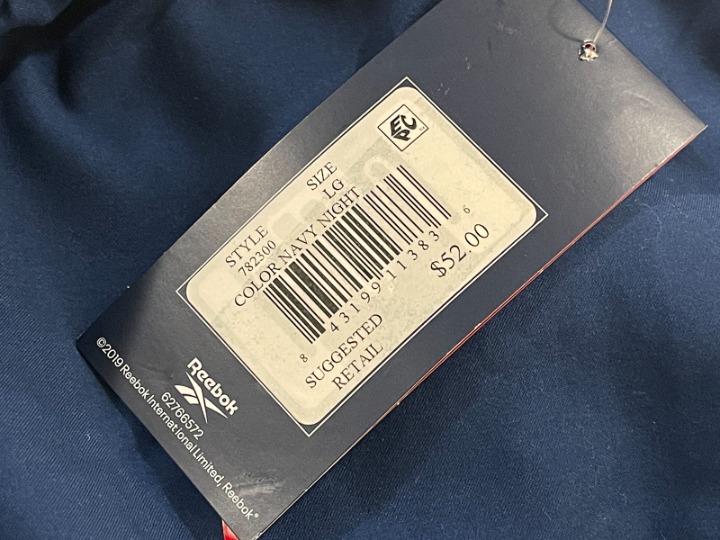 EPC
STYLE SIZE
782300 LG
COLOR NAVY NIGHT
8 43199 11383 6
SUGGESTED
RETAIL $52.00
Reebok
62766572
©2019 Reebok International Limited, Reebok®